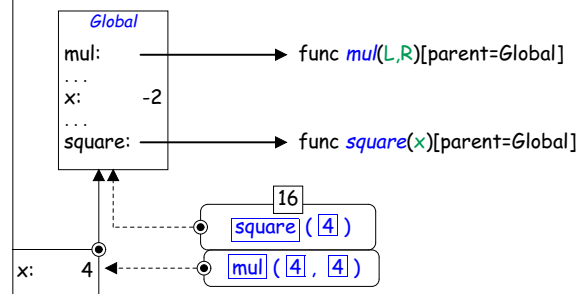 Global
mul:
func mul(L,R)[parent=Global]
...
x: -2
...
square:
func square(x)[parent=Global]
16
square ( 4 )
x: 4
mul ( 4 , 4 )